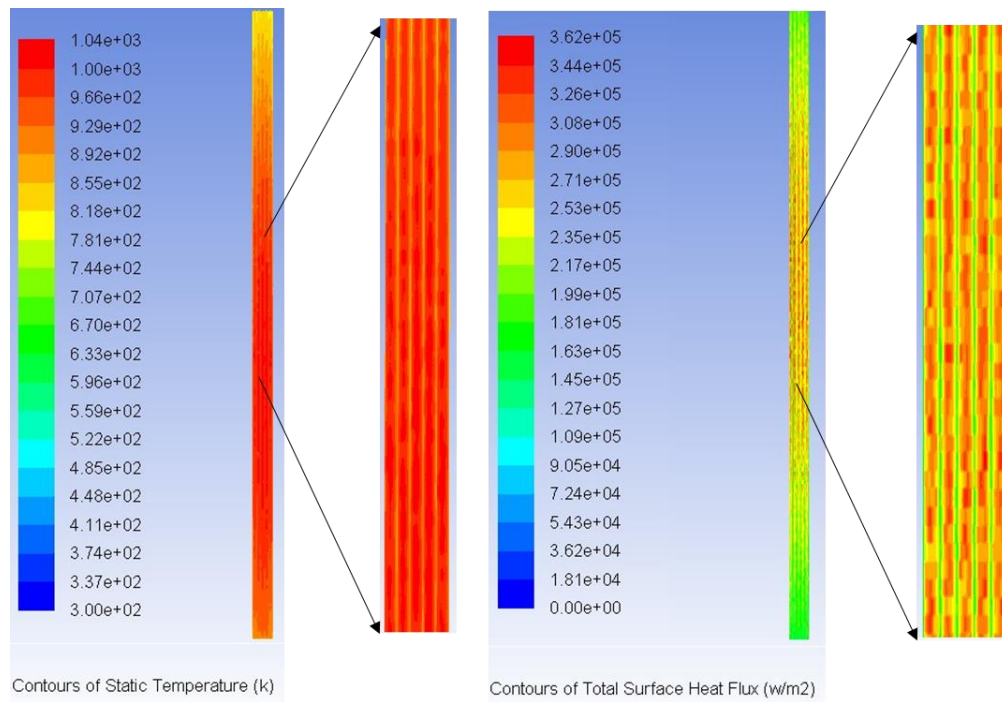 1.04e+03
1.00e+03
9.66e+02
9.29e+02
8.92e+02
8.55e+02
8.18e+02
7.81e+02
7.44e+02
7.07e+02
6.70e+02
6.33e+02
5.96e+02
5.59e+02
5.22e+02
4.85e+02
4.48e+02
4.11e+02
3.74e+02
3.37e+02
3.00e+02
Contours of Static Temperature (k)
3.62e+05
3.44e+05
3.26e+05
3.08e+05
2.90e+05
2.71e+05
2.53e+05
2.35e+05
2.17e+05
1.99e+05
1.81e+05
1.63e+05
1.45e+05
1.27e+05
1.09e+05
9.05e+04
7.24e+04
5.43e+04
3.62e+04
1.81e+04
0.00e+00
Contours of Total Surface Heat Flux (w/m2)